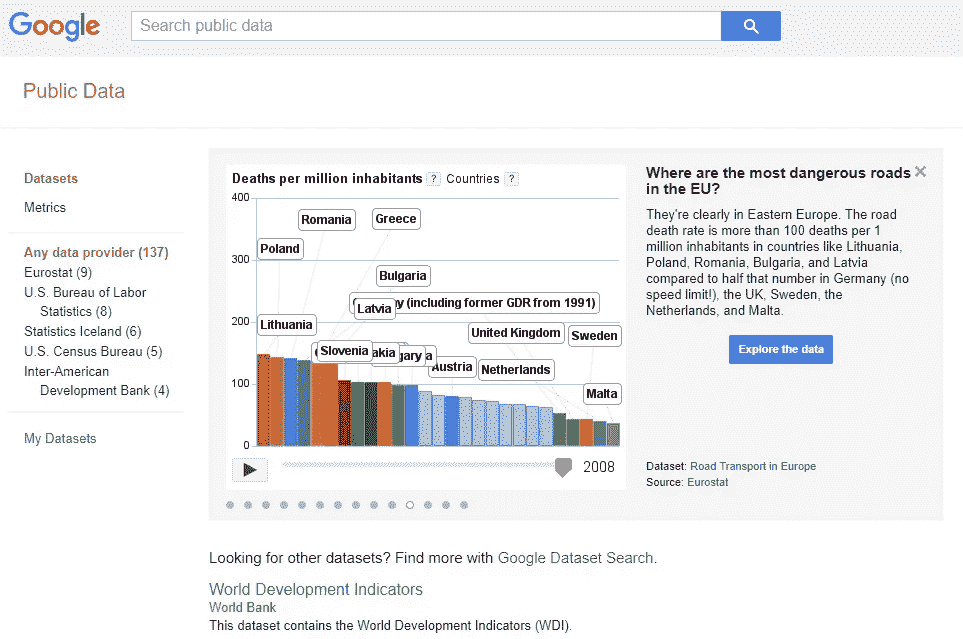 Google
Search public data
Public Data
Datasets
Metrics
Any data provider (137)
Eurostat (9)
U.S. Bureau of Labor
Statistics (8)
Statistics Iceland (6)
U.S. Census Bureau (5)
Inter-American
Development Bank (4)
My Datasets
Deaths per million inhabitants ? Countries ?
400
300
200
100
0
Romania
Greece
Poland
Bulgaria
(including former GDR from 1991)
Latvia
Lithuania
United Kingdom
Sweden
Slovenia
akia
gary
a
Austria
Netherlands
Malta
2008
Where are the most dangerous roads
in the EU?
They're clearly in Eastern Europe. The road
death rate is more than 100 deaths per 1
million inhabitants in countries like Lithuania,
Poland, Romania, Bulgaria, and Latvia
compared to half that number in Germany (no
speed limit!), the UK, Sweden, the
Netherlands, and Malta.
Explore the data
Dataset: Road Transport in Europe
Source: Eurostat
Looking for other datasets? Find more with Google Dataset Search.
World Development Indicators
World Bank
This dataset contains the World Development Indicators (WDI).